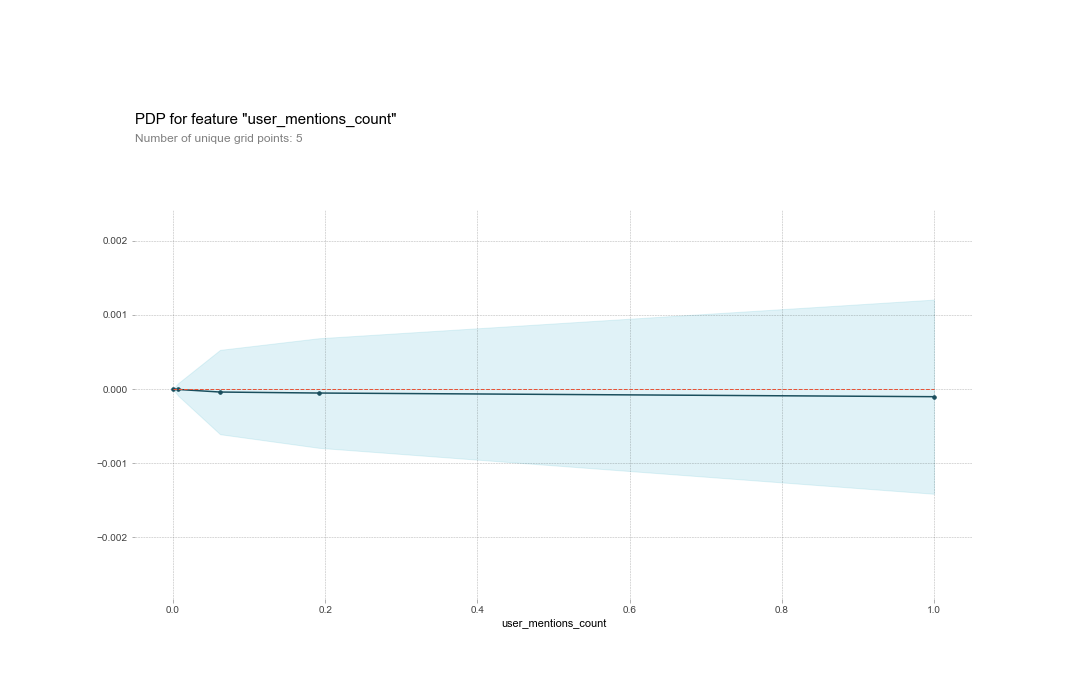 PDP for feature "user_mentions_count"
Number of unique grid points: 5
0.002
0.001
0.000
−0.001
−0.002
0.0 0.2 0.4 0.6 0.8 1.0
user_mentions_count